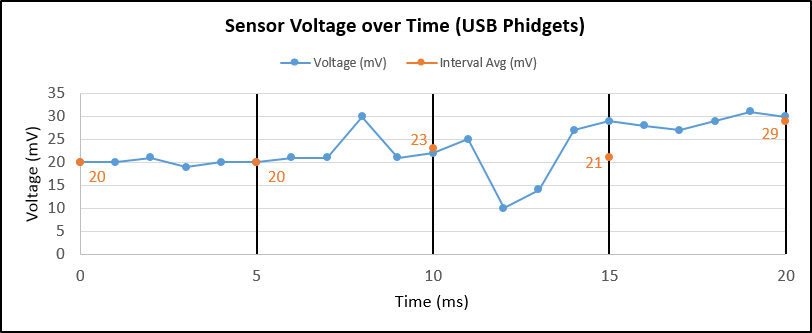 Sensor Voltage over Time (USB Phidgets)
Voltage (mV) Interval Avg (mV)
Voltage (mV)
35
30
25
20
15
10
5
0
20
20
23
21
29
0 5 10 15 20
Time (ms)